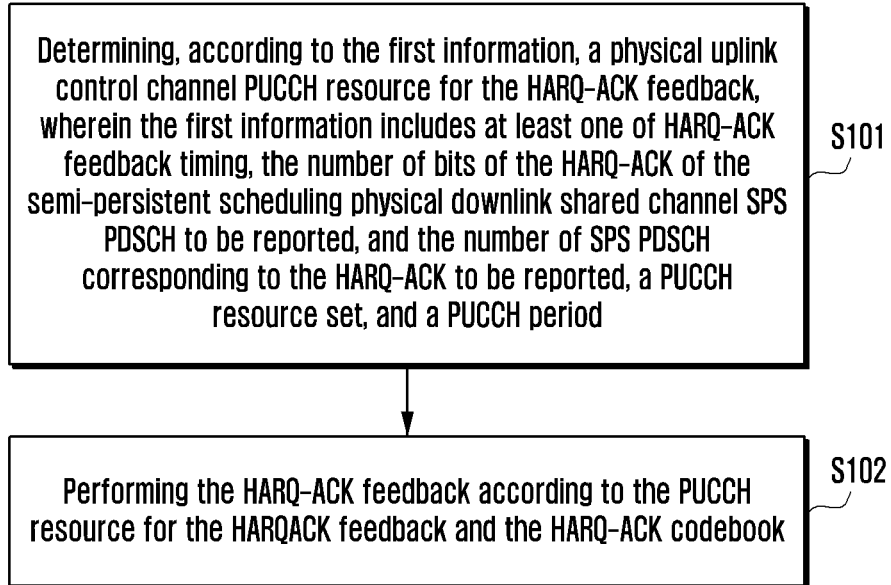 Determining, according to the first information, a physical uplink
control channel PUCCH resource for the HARQ-ACK feedback,
wherein the first information includes at least one of HARQ-ACK
feedback timing, the number of bits of the HARQ-ACK of the
semi-persistent scheduling physical downlink shared channel SPS
PDSCH to be reported, and the number of SPS PDSCH
corresponding to the HARQ-ACK to be reported, a PUCCH
resource set, and a PUCCH period
S101
Performing the HARQ-ACK feedback according to the PUCCH
resource for the HARQACK feedback and the HARQ-ACK codebook
S102